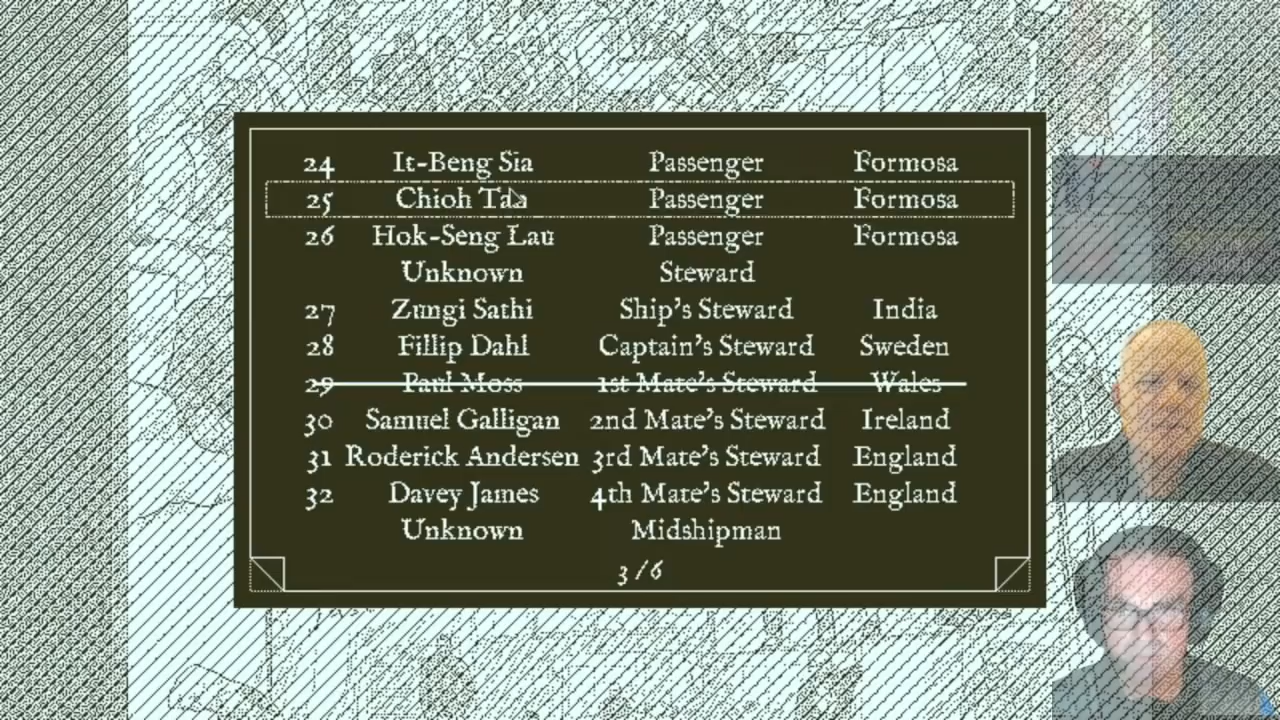 24 It-Beng Sia Passenger Formosa
25 Chioh Tan Passenger Formosa
26 Hok-Seng Lau Passenger Formosa
Unknown Steward
27 Zungi Sathi Ship's Steward India
28 Fillip Dahl Captain's Steward Sweden
29 Paul Moss 1st Mate's Steward Wales
30 Samuel Galligan 2nd Mate's Steward Ireland
31 Roderick Andersen 3rd Mate's Steward England
32 Davey James 4th Mate's Steward England
Unknown Midshipman
3/6